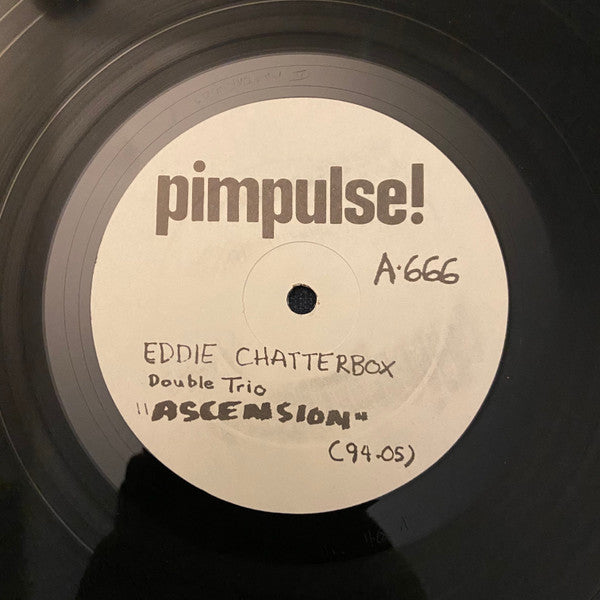 pimpulse!
A·666
EDDIE CHATTERBOX
Double Trio
"ASCENSION"
(94.05)